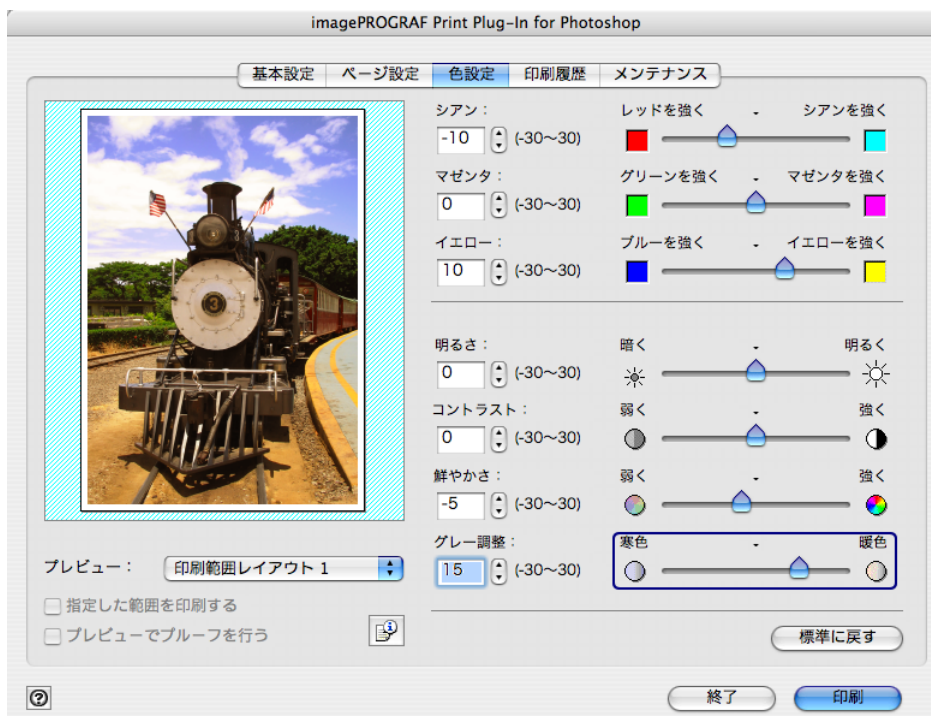 imagePROGRAF Print Plug-In for Photoshop
基本設定 ページ設定 色設定 印刷履歴 メンテナンス
シアン： レッドを強く - シアンを強く
-10 (-30〜30)
マゼンタ： グリーンを強く - マゼンタを強く
0 (-30〜30)
イエロー： ブルーを強く - イエローを強く
10 (-30〜30)
明るさ： 暗く - 明るく
0 (-30〜30)
コントラスト： 弱く - 強く
0 (-30〜30)
鮮やかさ： 弱く - 強く
-5 (-30〜30)
グレー調整： 寒色 - 暖色
15 (-30〜30)
3
プレビュー： 印刷範囲レイアウト 1
指定した範囲を印刷する
プレビューでプルーフを行う
標準に戻す
? 終了 印刷